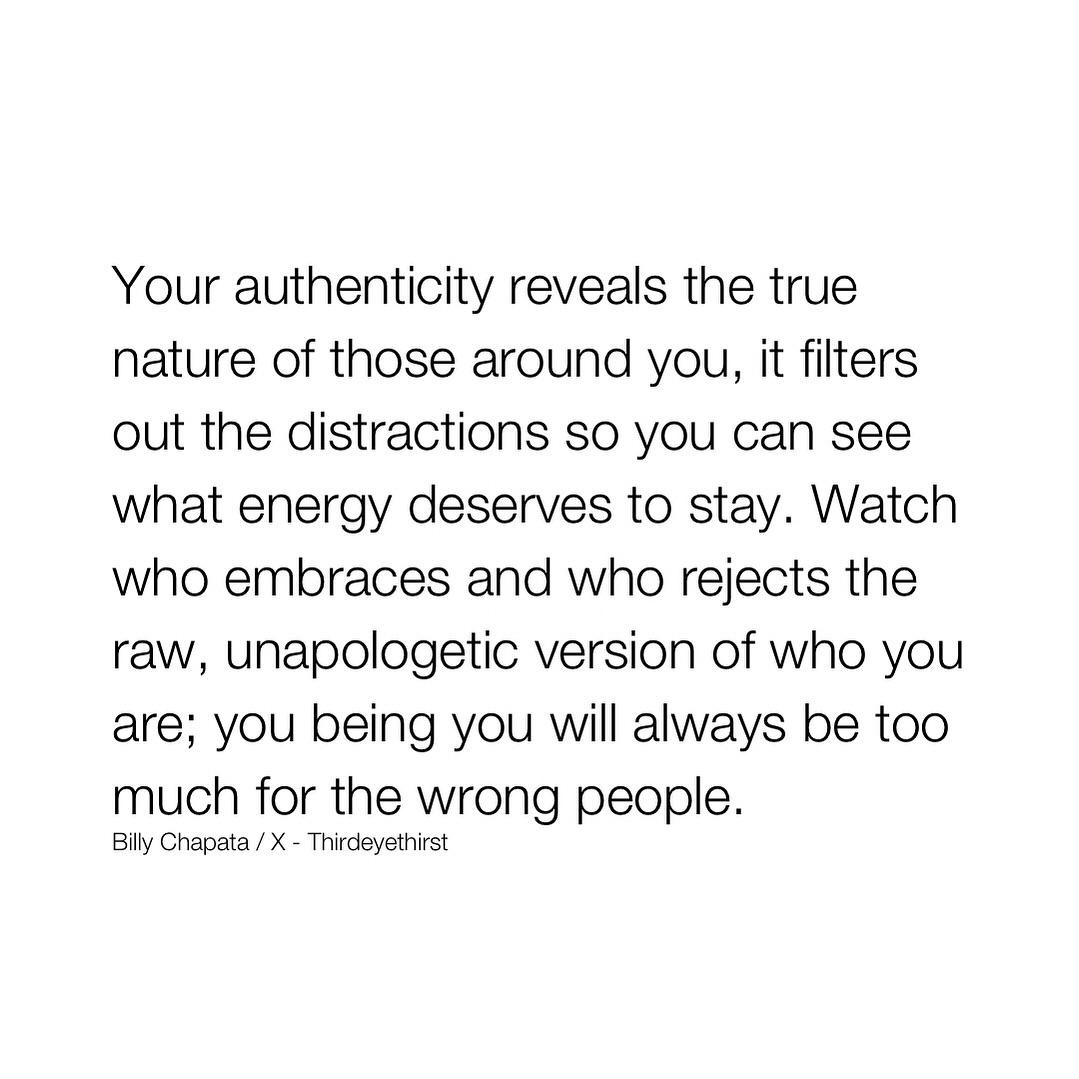 Your authenticity reveals the true
nature of those around you, it filters
out the distractions so you can see
what energy deserves to stay. Watch
who embraces and who rejects the
raw, unapologetic version of who you
are; you being you will always be too
much for the wrong people.
Billy Chapata / X - Thirdeyethirst